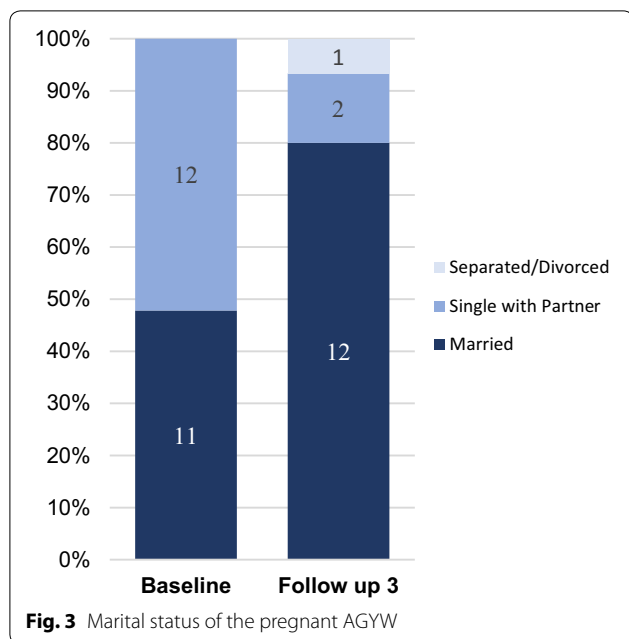 100%
90%
80%
70%
60%
50%
40%
30%
20%
10%
0%
12
11
1
2
12
Baseline
Follow up 3
Separated/Divorced
Single with Partner
Married
Fig. 3 Marital status of the pregnant AGYW